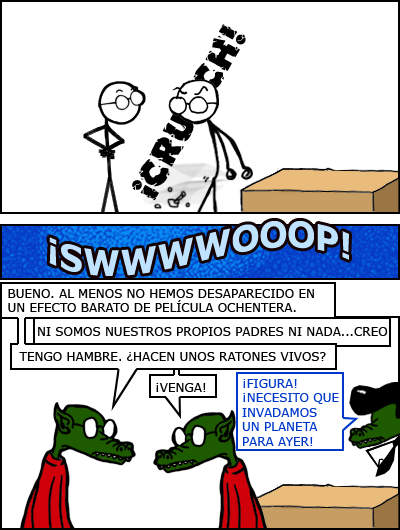 ¡CRUNCH!
¡SWWWWOOOP!
BUENO. AL MENOS NO HEMOS DESAPARECIDO EN
UN EFECTO BARATO DE PELÍCULA OCHENTERA.
NI SOMOS NUESTROS PROPIOS PADRES NI NADA...CREO
TENGO HAMBRE. ¿HACEN UNOS RATONES VIVOS?
¡VENGA!
¡FIGURA!
¡NECESITO QUE
INVADAMOS
UN PLANETA
PARA AYER!